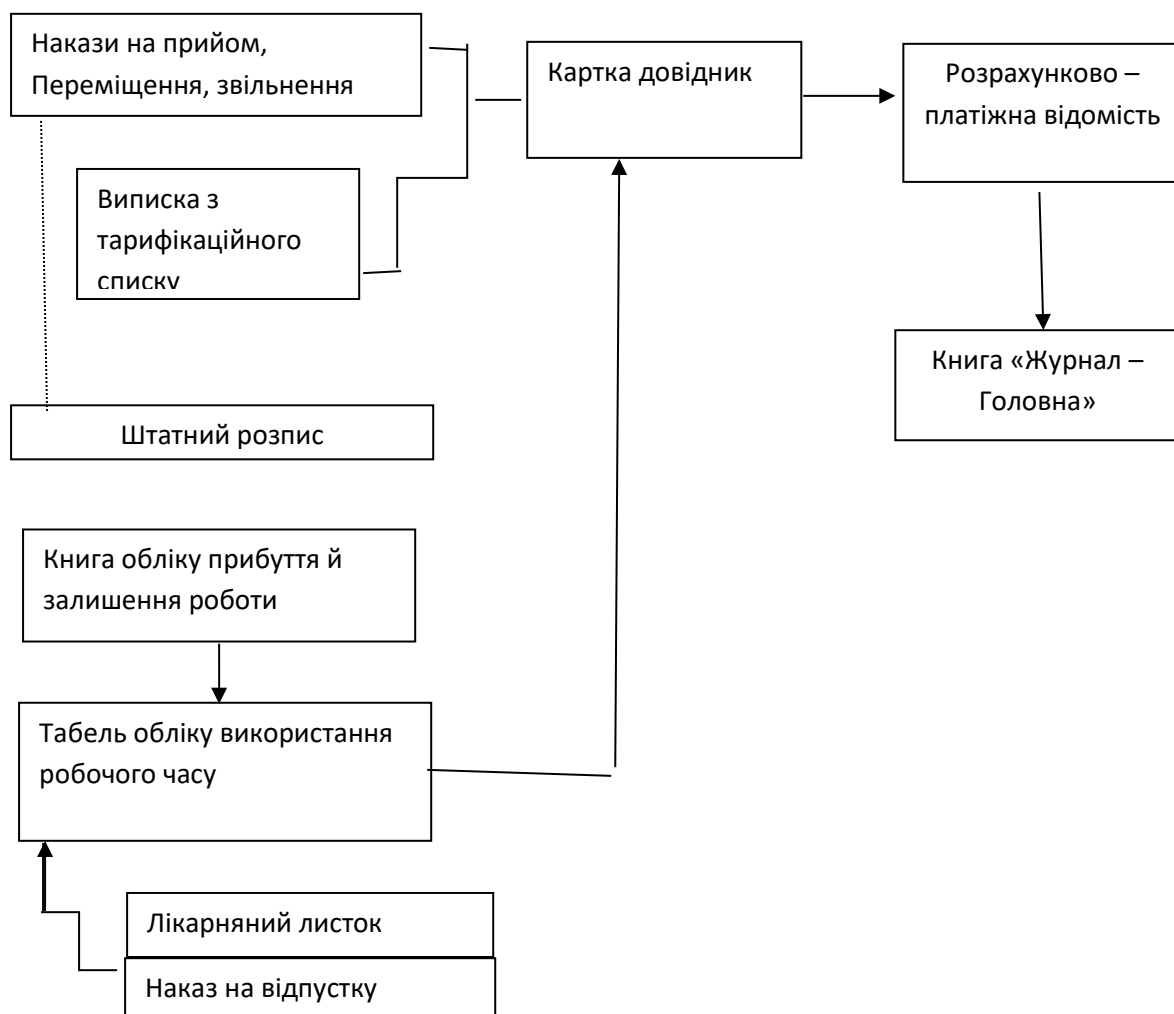 Накази на прийом,
Переміщення, звільнення
Картка довідник
Розрахунково –
платіжна відомість
Виписка з
тарифікаційного
списку
Книга «Журнал –
Головна»
Штатний розпис
Книга обліку прибуття й
залишення роботи
Табель обліку використання
робочого часу
Лікарняний листок
Наказ на відпустку